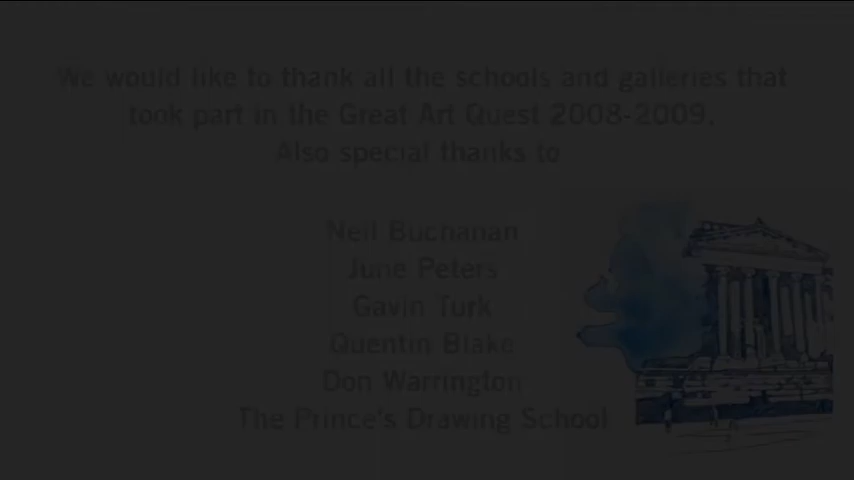 We would like to thank all the schools and galleries that
took part in the Great Art Quest 2008-2009.
Also special thanks to
Neil Buchanan
June Peters
Gavin Turk
Quentin Blake
Don Warrington
The Prince's Drawing School